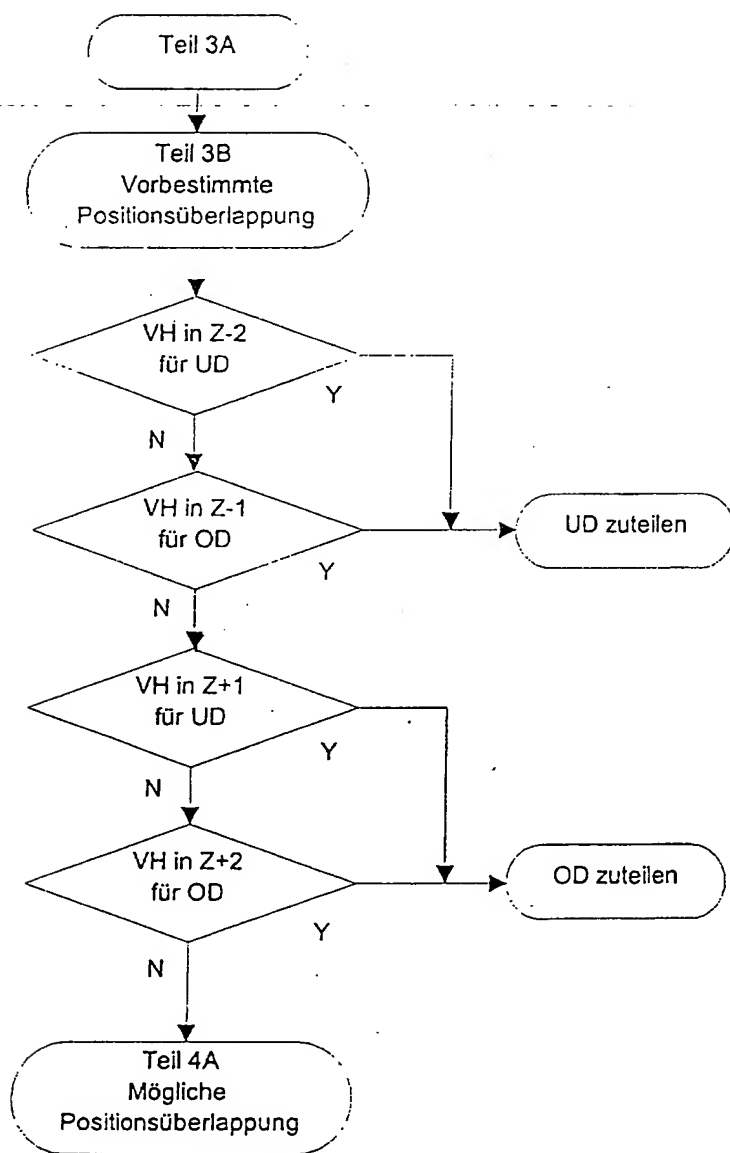 Teil 3A
Teil 3B
Vorbestimmte
Positionsüberlappung
VH in Z-2
für UD
Y
N
VH in Z-1
für OD
UD zuteilen
Y
N
VH in Z+1
für UD
Y
N
VH in Z+2
für OD
OD zuteilen
Y
N
Teil 4A
Mögliche
Positionsüberlappung